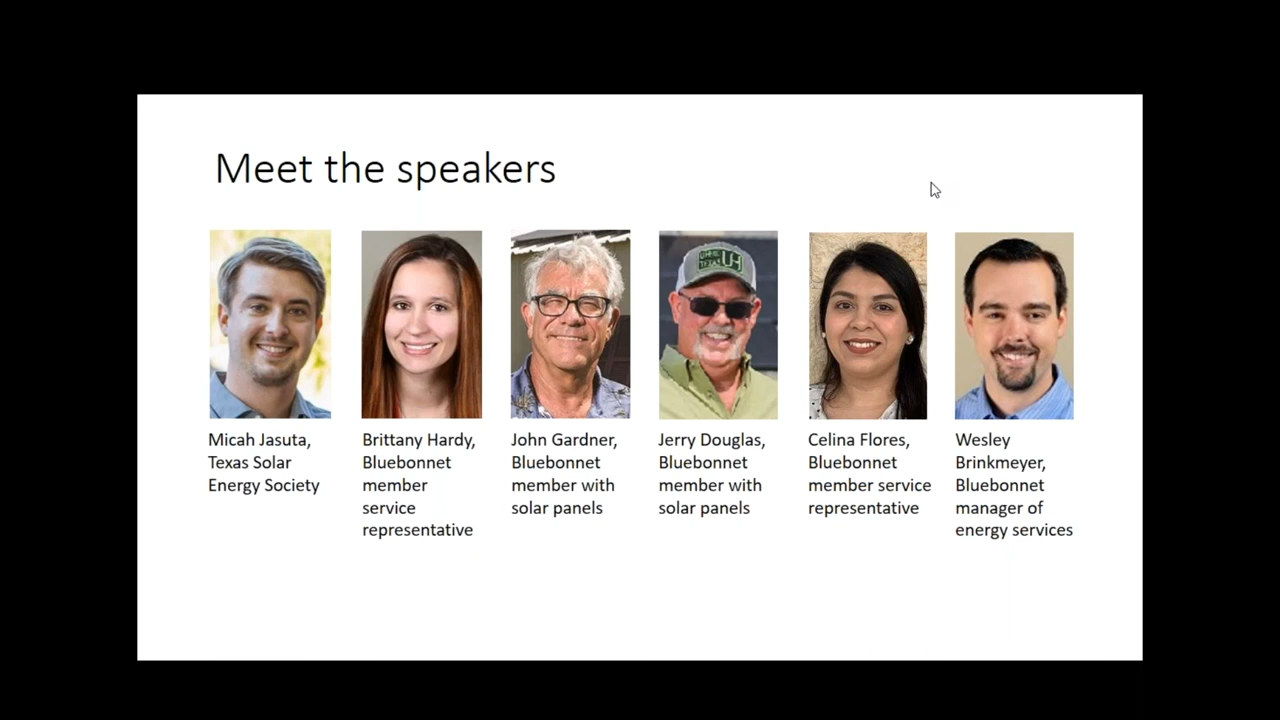 Meet the speakers
Micah Jasuta,
Texas Solar
Energy Society
Brittany Hardy,
Bluebonnet
member
service
representative
John Gardner,
Bluebonnet
member with
solar panels
Jerry Douglas,
Bluebonnet
member with
solar panels
Celina Flores,
Bluebonnet
member service
representative
Wesley
Brinkmeyer,
Bluebonnet
manager of
energy services